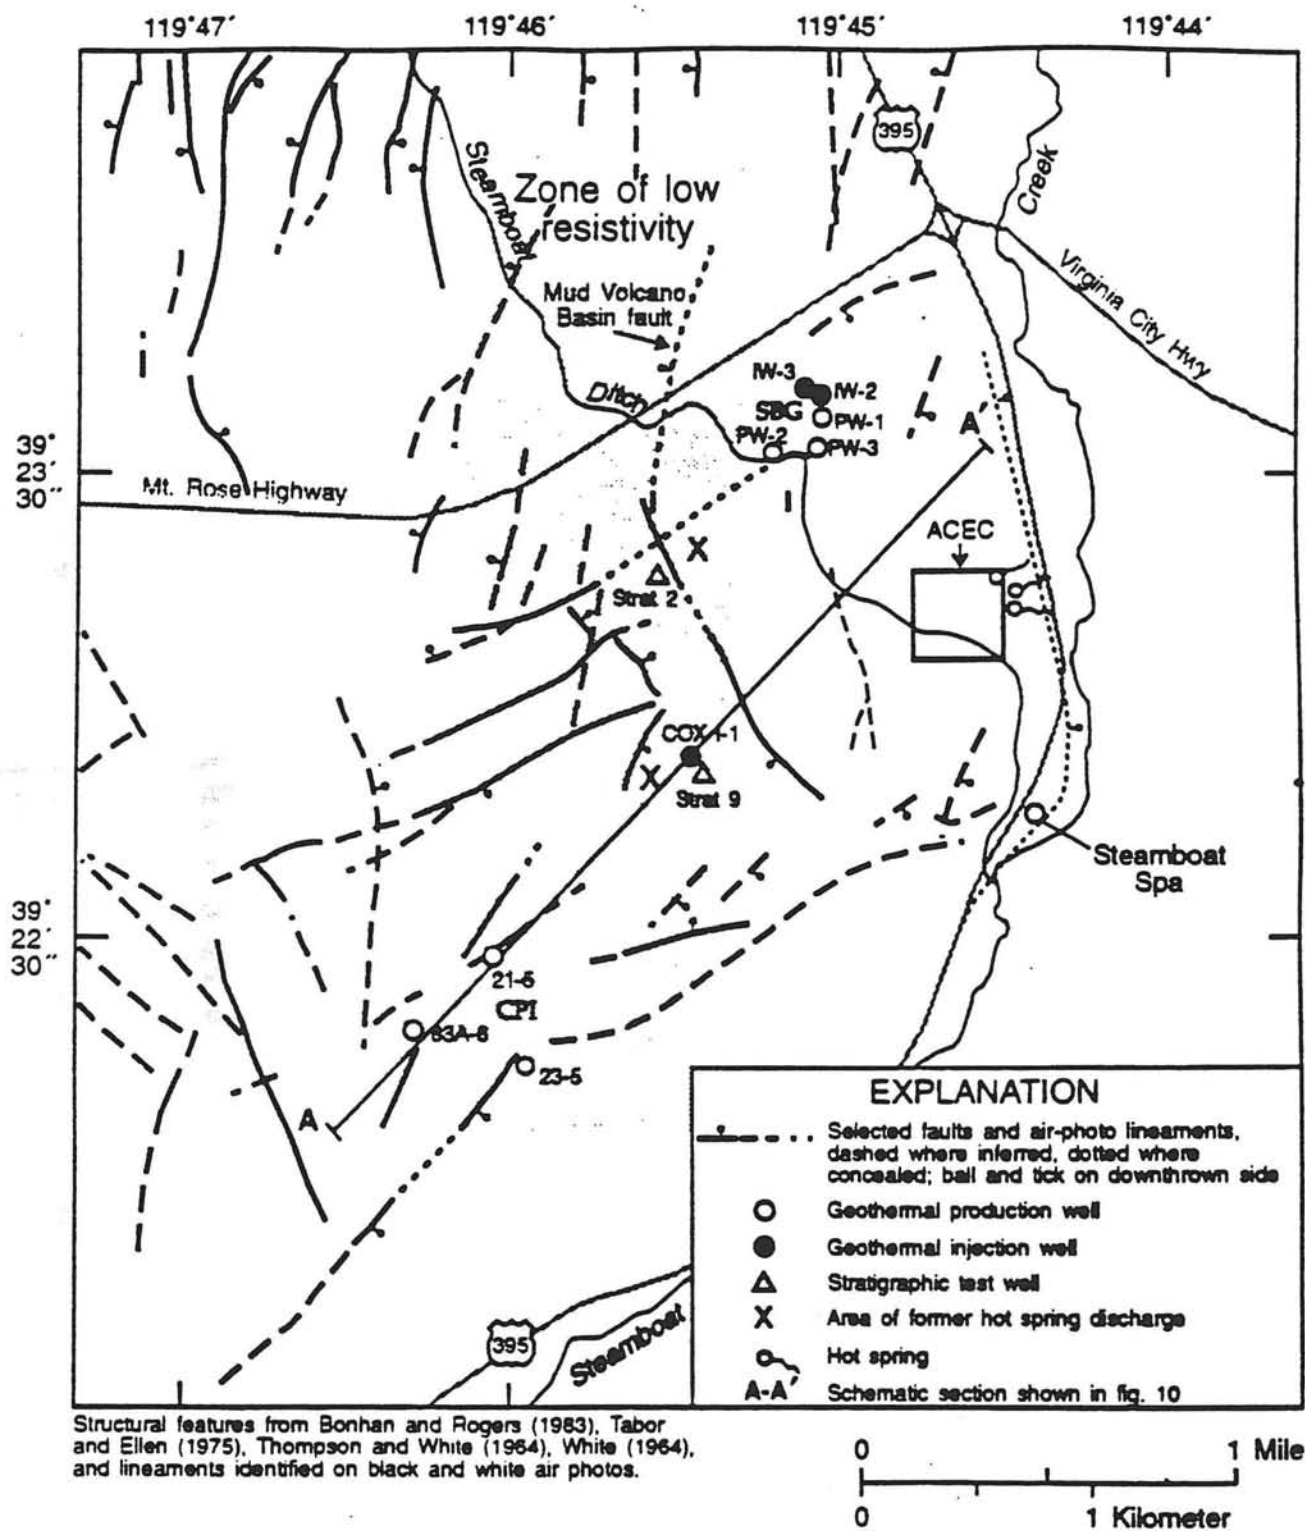 119°47′ 119°46′ 119°45′ 119°44′
395
Creek
Steamboat
Zone of low
resistivity
Virginia City Hwy
Mud Volcano
Basin fault
IW-3
IW-2
Ditch
SBG
PW-1
A′
PW-2
PW-3
39°
23′
30″
Mt. Rose Highway
ACEC
Strat 2
COX I-1
Strat 9
Steamboat
Spa
39°
22′
30″
21-5
CPI
83A-6
23-5
A
EXPLANATION
Selected faults and air-photo lineaments,
dashed where inferred, dotted where
concealed; ball and tick on downthrown side
Geothermal production well
Geothermal injection well
Stratigraphic test well
X Area of former hot spring discharge
Hot spring
A-A′ Schematic section shown in fig. 10
395
Steamboat
Structural features from Bonhan and Rogers (1983), Tabor
and Ellen (1975), Thompson and White (1964), White (1964),
and lineaments identified on black and white air photos.
0 1 Mile
0 1 Kilometer